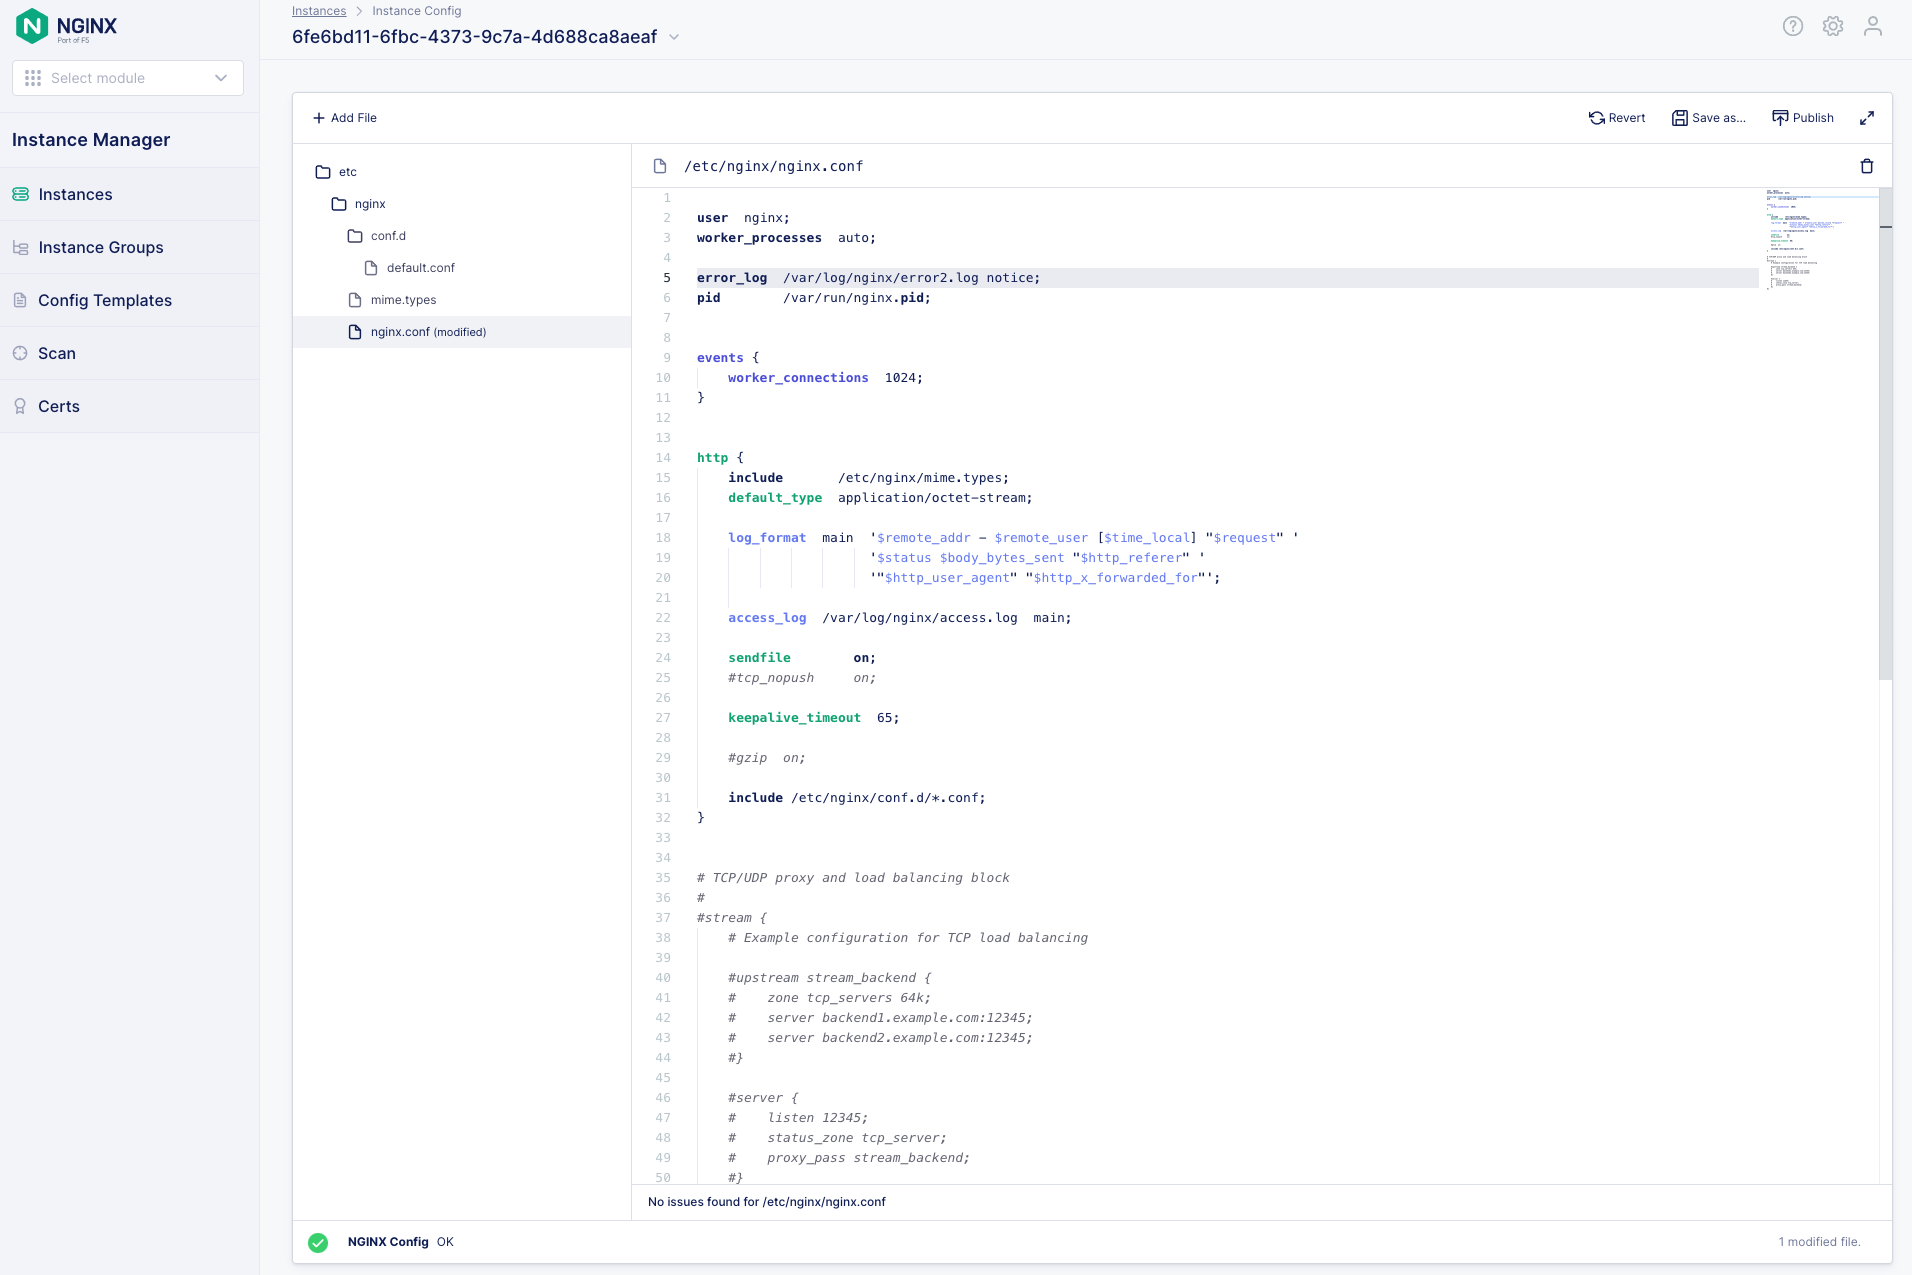 NGINX
Part of F5
Select module
Instance Manager
Instances
Instance Groups
Config Templates
Scan
Certs
Instances > Instance Config
6fe6bd11-6fbc-4373-9c7a-4d688ca8aeaf
Add File
Revert
Save as...
Publish
etc
nginx
conf.d
default.conf
mime.types
nginx.conf (modified)
/etc/nginx/nginx.conf
1
2 user  nginx;
3 worker_processes  auto;
4
5 error_log  /var/log/nginx/error2.log notice;
6 pid        /var/run/nginx.pid;
7
8
9 events {
10     worker_connections  1024;
11 }
12
13
14 http {
15     include       /etc/nginx/mime.types;
16     default_type  application/octet-stream;
17
18     log_format  main  '$remote_addr - $remote_user [$time_local] "$request" '
19                       '$status $body_bytes_sent "$http_referer" '
20                       '"$http_user_agent" "$http_x_forwarded_for"';
21
22     access_log  /var/log/nginx/access.log  main;
23
24     sendfile        on;
25     #tcp_nopush     on;
26
27     keepalive_timeout  65;
28
29     #gzip  on;
30
31     include /etc/nginx/conf.d/*.conf;
32 }
33
34
35 # TCP/UDP proxy and load balancing block
36 #
37 #stream {
38     # Example configuration for TCP load balancing
39
40     #upstream stream_backend {
41     #    zone tcp_servers 64k;
42     #    server backend1.example.com:12345;
43     #    server backend2.example.com:12345;
44     #}
45
46     #server {
47     #    listen 12345;
48     #    status_zone tcp_server;
49     #    proxy_pass stream_backend;
50     #}
No issues found for /etc/nginx/nginx.conf
NGINX Config OK
1 modified file.